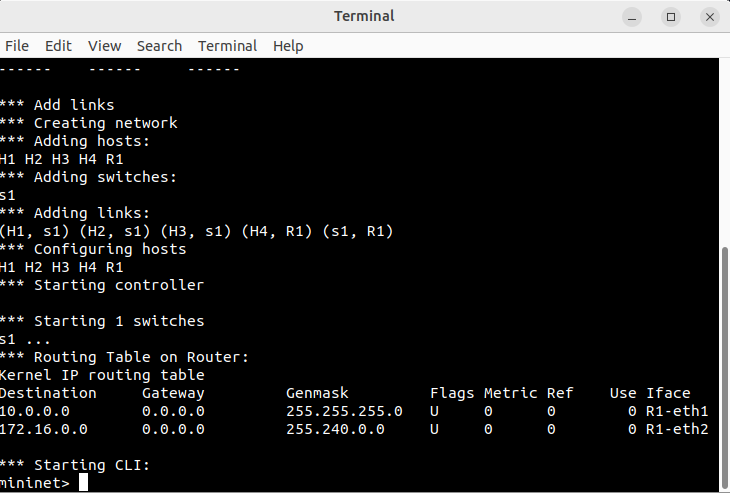 Terminal
File Edit View Search Terminal Help
------    ------     ------
*** Add links
*** Creating network
*** Adding hosts:
H1 H2 H3 H4 R1
*** Adding switches:
s1
*** Adding links:
(H1, s1) (H2, s1) (H3, s1) (H4, R1) (s1, R1)
*** Configuring hosts
H1 H2 H3 H4 R1
*** Starting controller
*** Starting 1 switches
s1 ...
*** Routing Table on Router:
Kernel IP routing table
Destination     Gateway         Genmask         Flags Metric Ref    Use Iface
10.0.0.0        0.0.0.0         255.255.255.0   U     0      0        0 R1-eth1
172.16.0.0      0.0.0.0         255.240.0.0     U     0      0        0 R1-eth2
*** Starting CLI:
mininet>